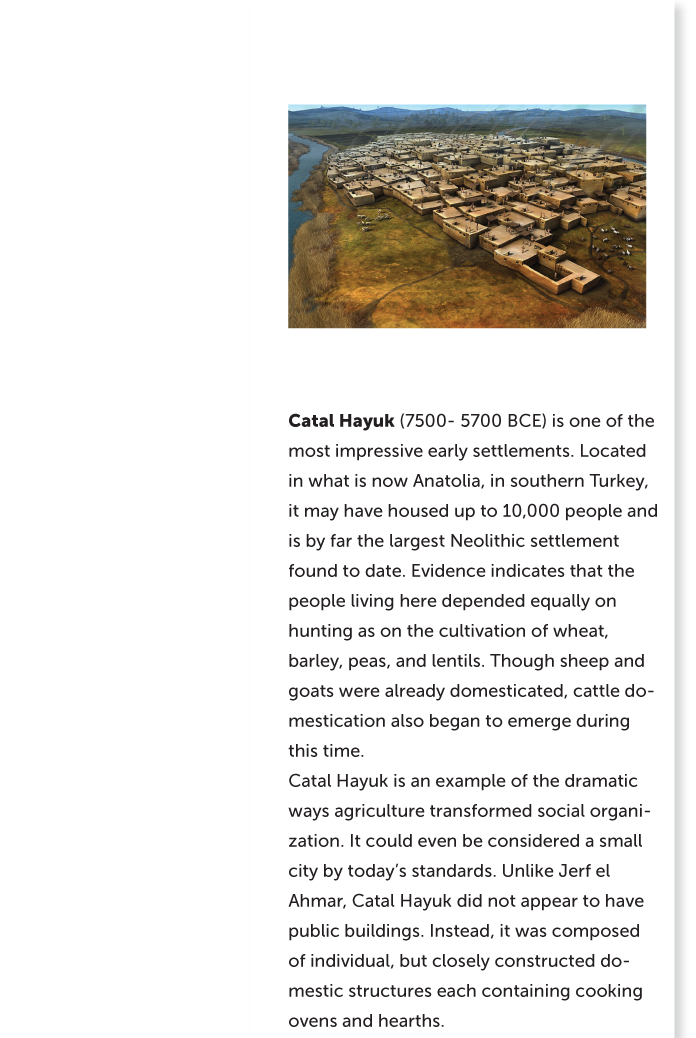 Catal Hayuk (7500- 5700 BCE) is one of the
most impressive early settlements. Located
in what is now Anatolia, in southern Turkey,
it may have housed up to 10,000 people and
is by far the largest Neolithic settlement
found to date. Evidence indicates that the
people living here depended equally on
hunting as on the cultivation of wheat,
barley, peas, and lentils. Though sheep and
goats were already domesticated, cattle do-
mestication also began to emerge during
this time.
Catal Hayuk is an example of the dramatic
ways agriculture transformed social organi-
zation. It could even be considered a small
city by today’s standards. Unlike Jerf el
Ahmar, Catal Hayuk did not appear to have
public buildings. Instead, it was composed
of individual, but closely constructed do-
mestic structures each containing cooking
ovens and hearths.